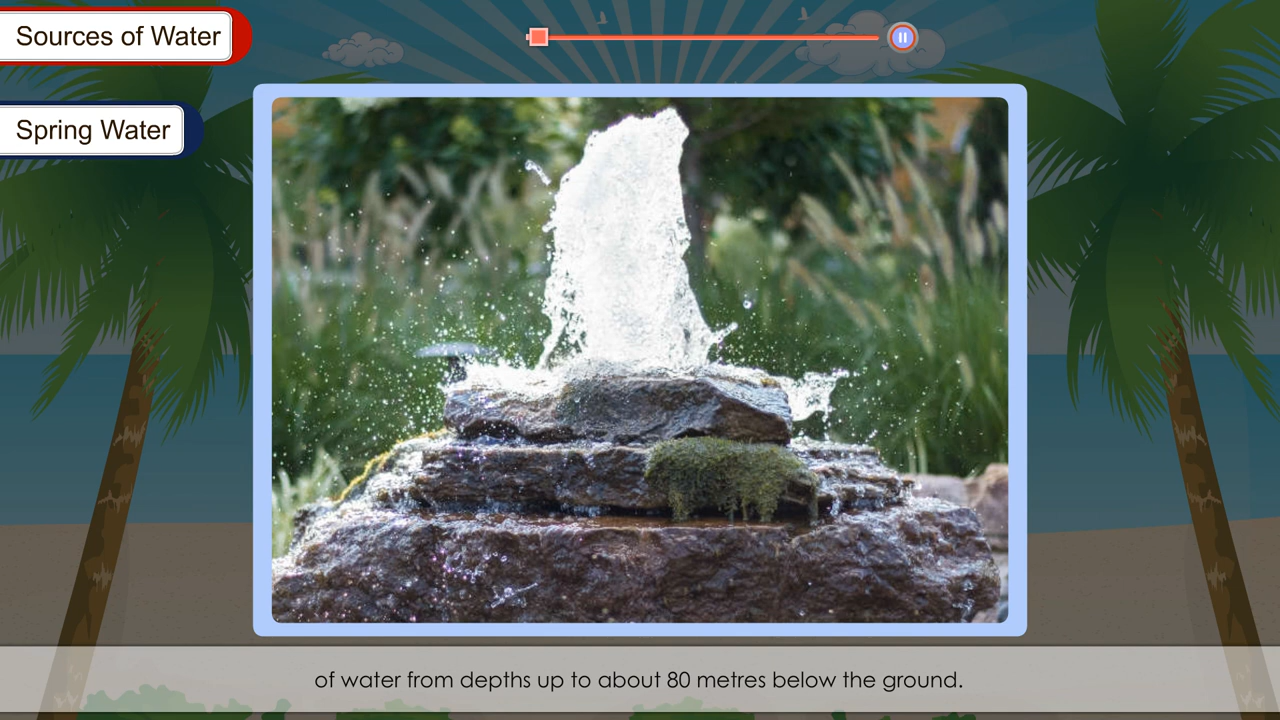 Sources of Water
Spring Water
of water from depths up to about 80 metres below the ground.